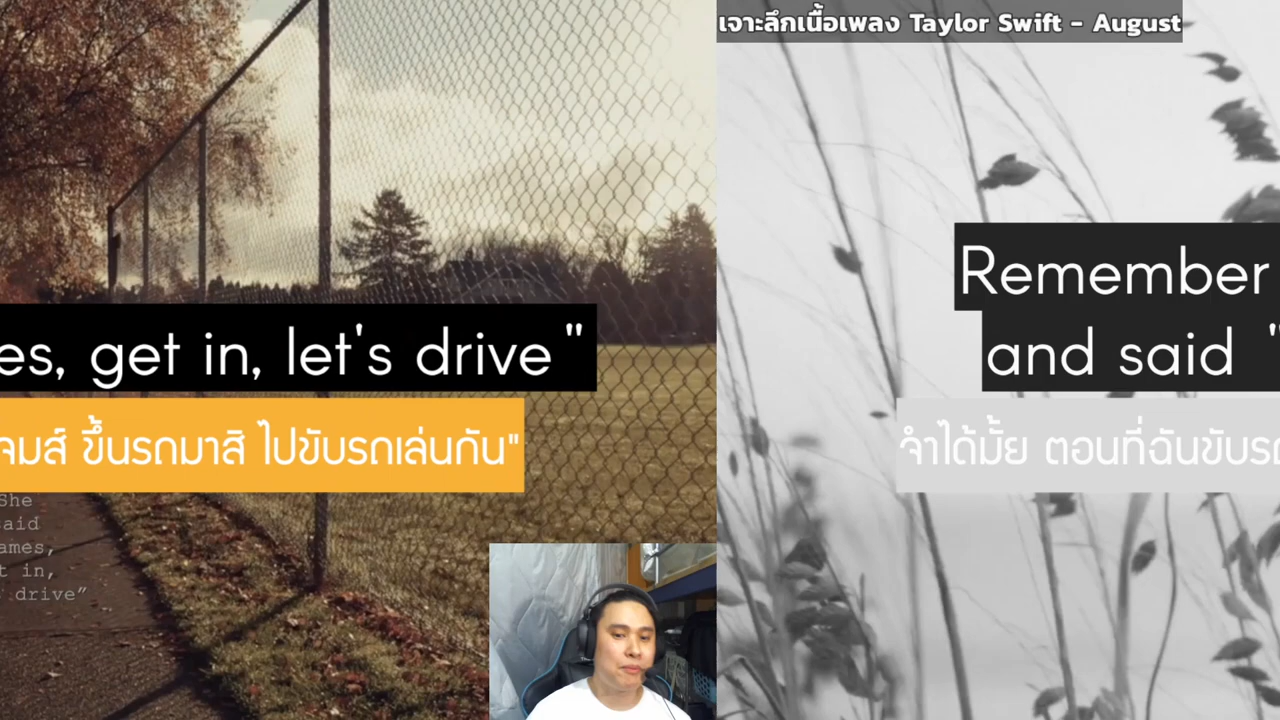 es, get in, let's drive"
จมส์ ขึ้นรถมาสิ ไปขับรถเล่นกัน"
She
said
ames,
t in,
drive”
เจาะลึกเนื้อเพลง Taylor Swift - August
Remember
and said "
จำได้มั้ย ตอนที่ฉันขับรถ